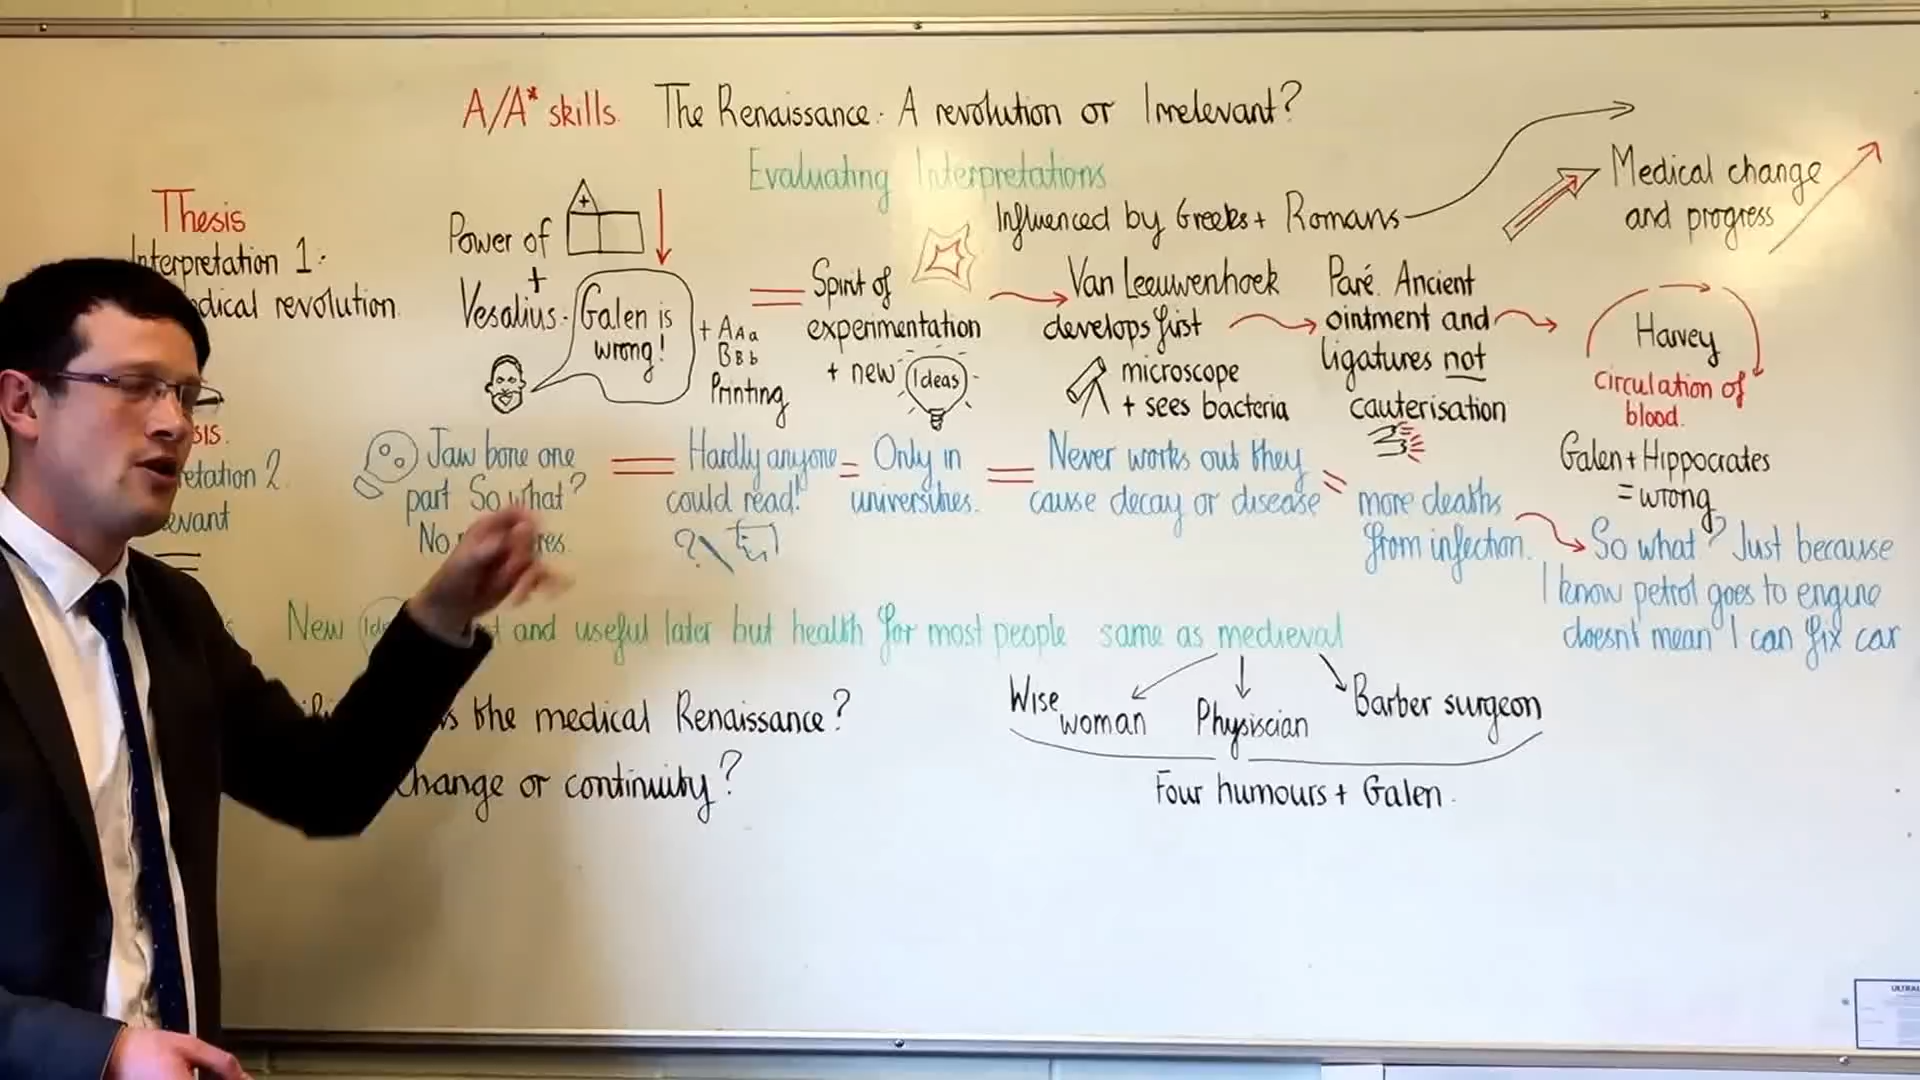 A/A* skills. The Renaissance: A revolution or Irrelevant?
Evaluating Interpretations
Thesis
Interpretation 1:
medical revolution
Power of
+
Vesalius:
Galen is
wrong!
+ AAa
BBb
Printing
Spirit of
experimentation
+ new Ideas
Influenced by Greeks + Romans
Van Leeuwenhoek
develops first
microscope
+ sees bacteria
Paré. Ancient
ointment and
ligatures not
cauterisation
Medical change
and progress
Harvey
circulation of
blood.
Galen + Hippocrates
= wrong
2.
Jaw bone one
part So what?
No
Hardly anyone
could read!
?
Only in
universities.
Never works out they
cause decay or disease
more deaths
from infection.
So what? Just because
I know petrol goes to engine
doesn't mean I can fix car
New and useful later but health for most people same as medieval
Wise
woman
Physiscian
Barber surgeon
Four humours + Galen.
the medical Renaissance?
Change or continuity?